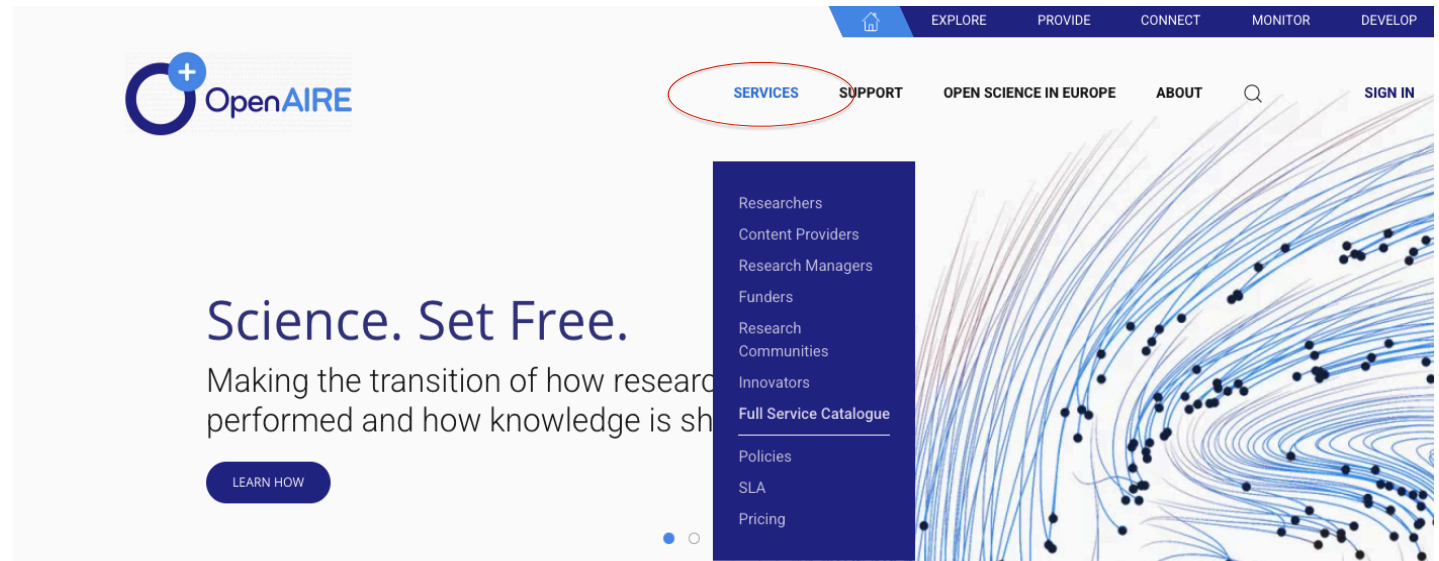 EXPLORE PROVIDE CONNECT MONITOR DEVELOP
OpenAIRE
SERVICES SUPPORT OPEN SCIENCE IN EUROPE ABOUT SIGN IN
Researchers
Content Providers
Research Managers
Funders
Research
Communities
Innovators
Full Service Catalogue
Policies
SLA
Pricing
Science. Set Free.
Making the transition of how researc
performed and how knowledge is sh
LEARN HOW